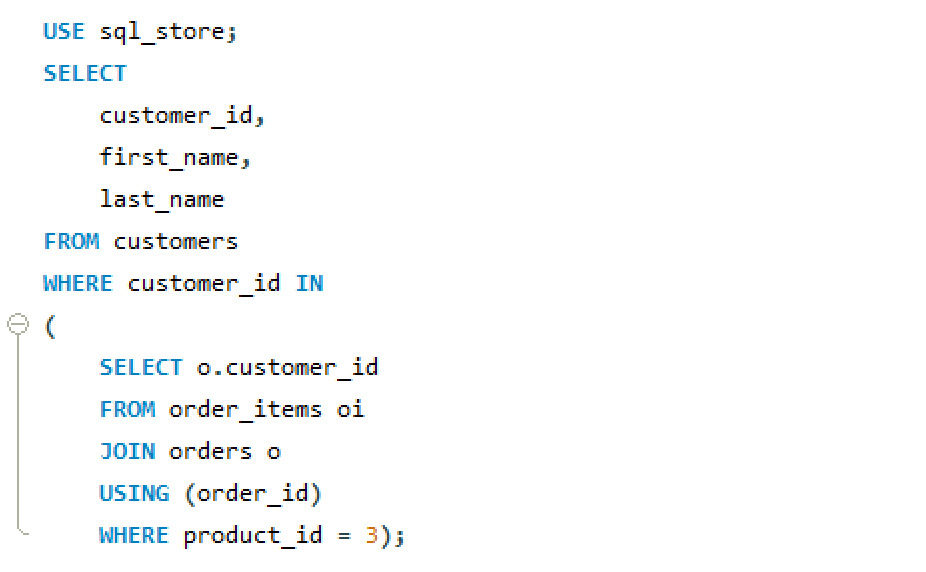 USE sql_store;
SELECT
customer_id,
first_name,
last_name
FROM customers
WHERE customer_id IN
(
SELECT o.customer_id
FROM order_items oi
JOIN orders o
USING (order_id)
WHERE product_id = 3);